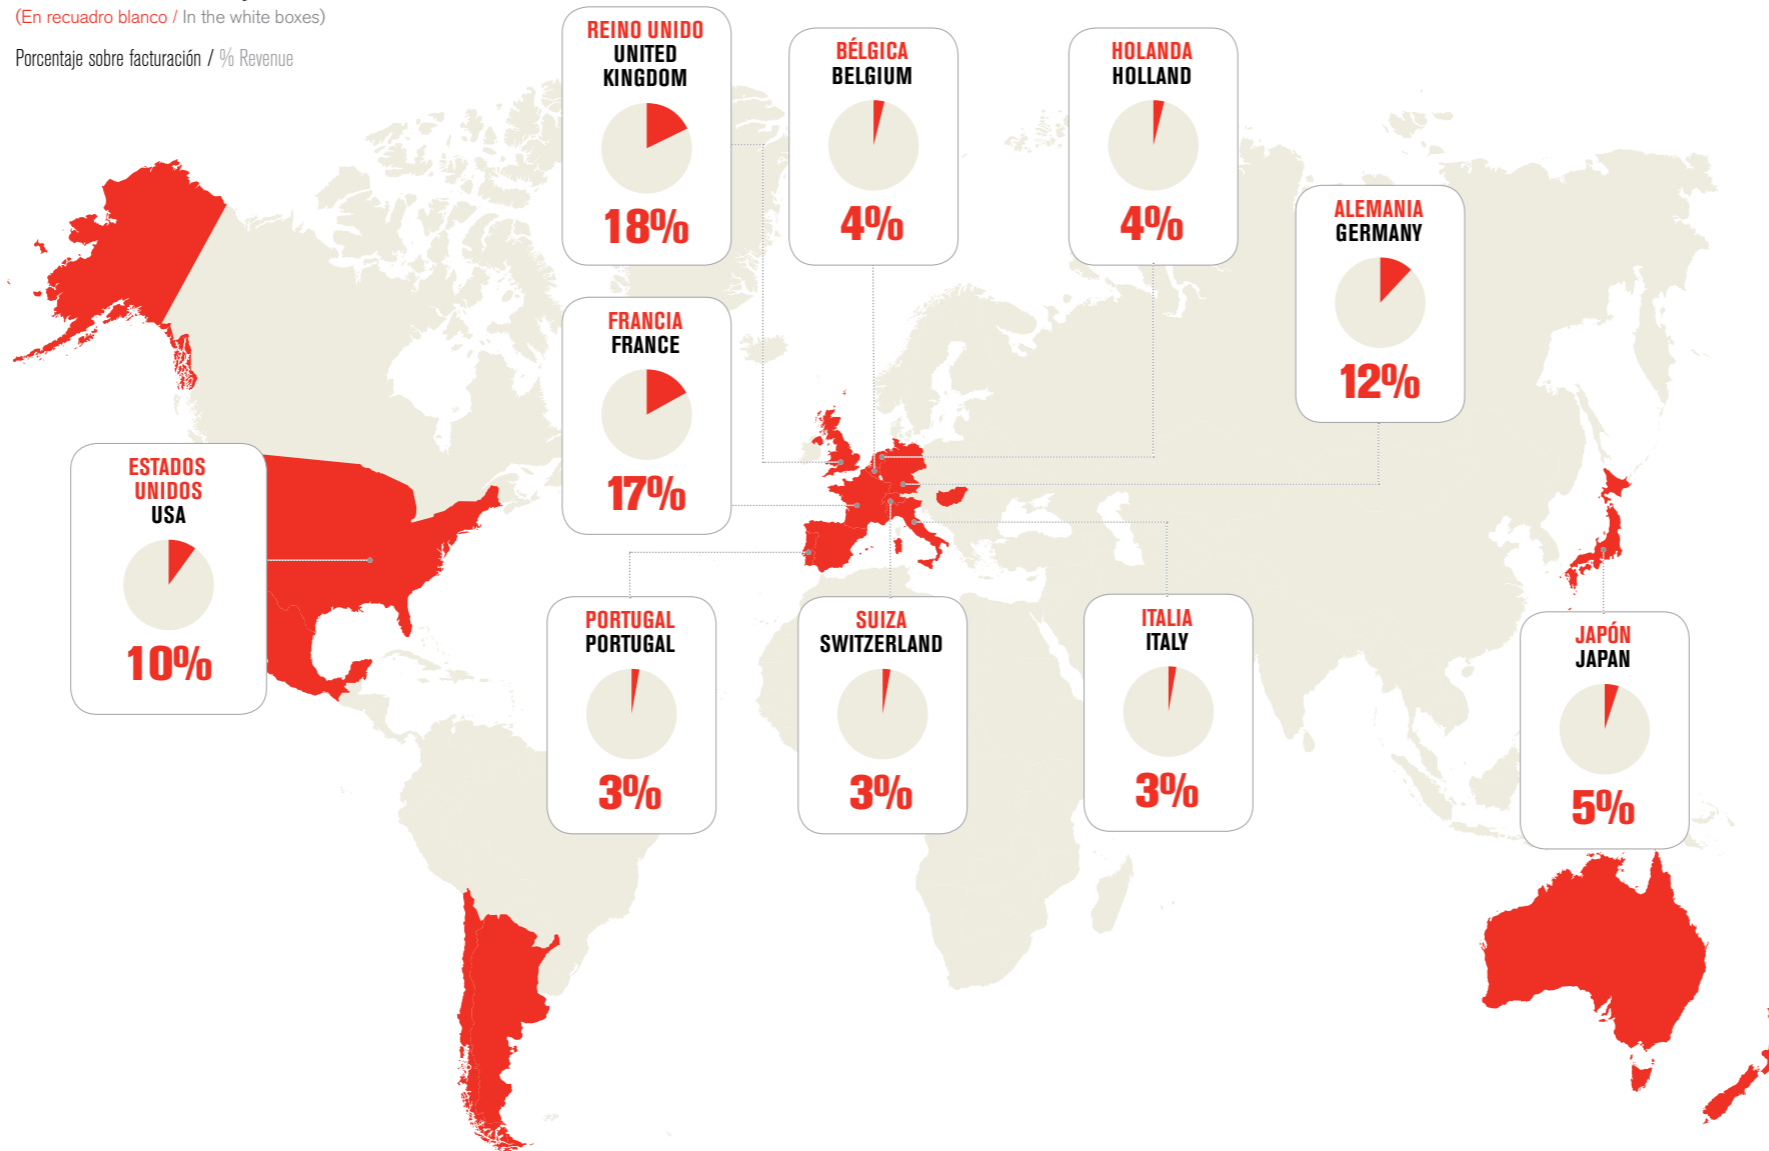 (En recuadro blanco / In the white boxes)
Porcentaje sobre facturación / % Revenue
REINO UNIDO
UNITED
KINGDOM
18%
BÉLGICA
BELGIUM
4%
HOLANDA
HOLLAND
4%
ALEMANIA
GERMANY
12%
FRANCIA
FRANCE
17%
ESTADOS
UNIDOS
USA
10%
PORTUGAL
PORTUGAL
3%
SUIZA
SWITZERLAND
3%
ITALIA
ITALY
3%
JAPÓN
JAPAN
5%